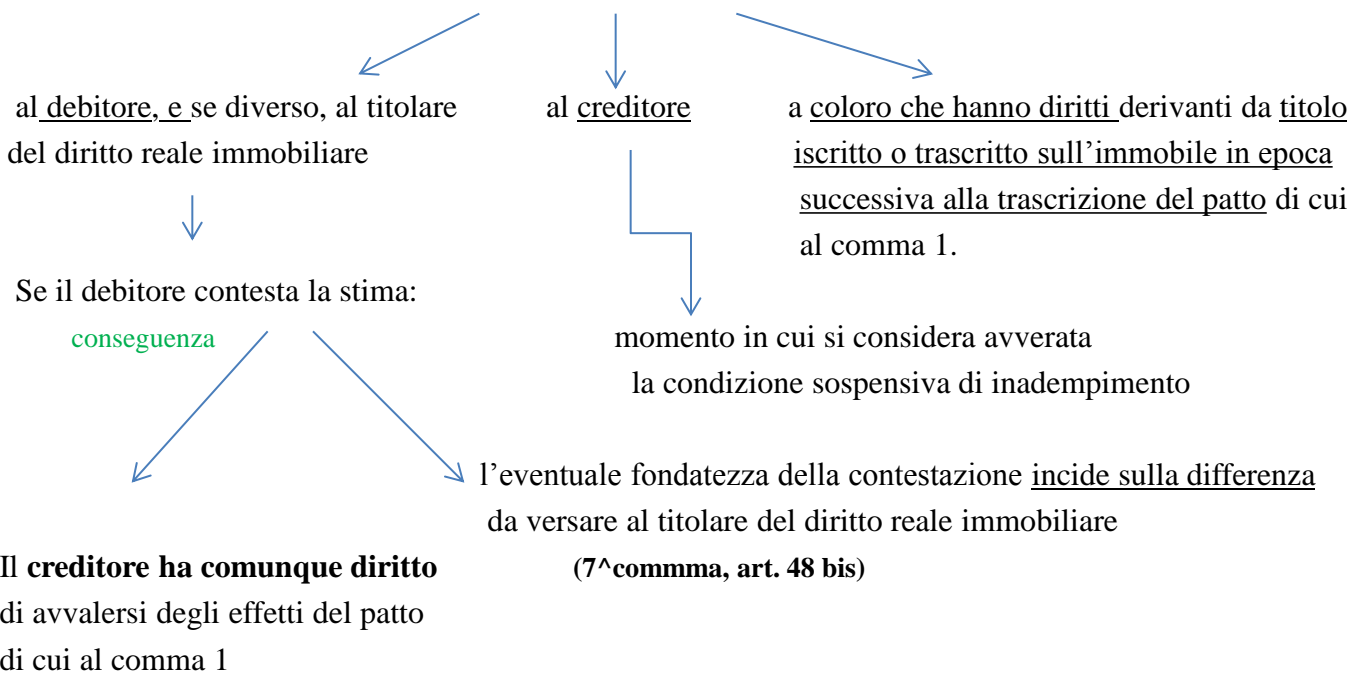 al debitore, e se diverso, al titolare
del diritto reale immobiliare
al creditore
a coloro che hanno diritti derivanti da titolo
iscritto o trascritto sull’immobile in epoca
successiva alla trascrizione del patto di cui
al comma 1.
Se il debitore contesta la stima:
conseguenza
momento in cui si considera avverata
la condizione sospensiva di inadempimento
l’eventuale fondatezza della contestazione incide sulla differenza
da versare al titolare del diritto reale immobiliare
(7^commma, art. 48 bis)
Il creditore ha comunque diritto
di avvalersi degli effetti del patto
di cui al comma 1